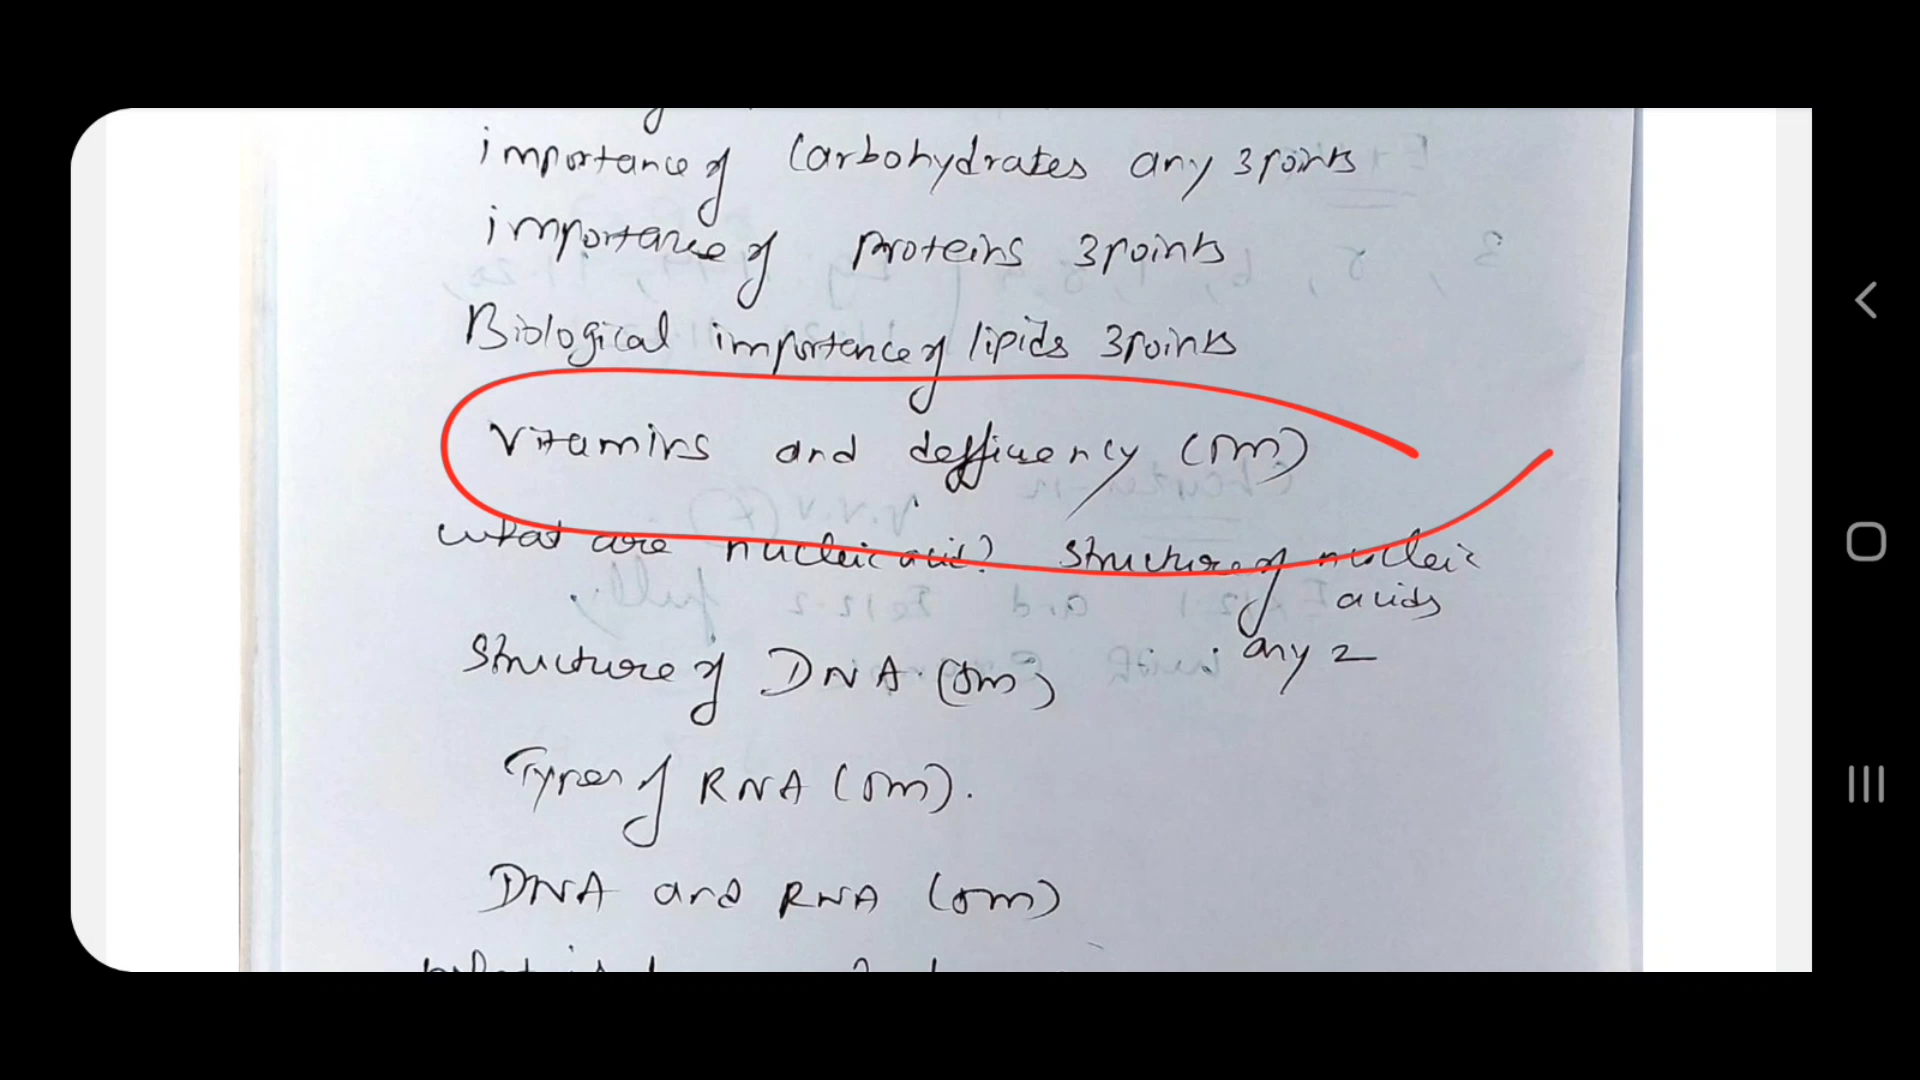 importance of Carbohydrates any 3 points
importance of proteins 3 points
Biological importance of lipids 3 points
Vitamins and defficiency (5m)
what are nucleic acid? Structure of nucleic
acids
any 2
Structure of DNA. (5m)
Types of RNA (5m).
DNA and RNA (5m)